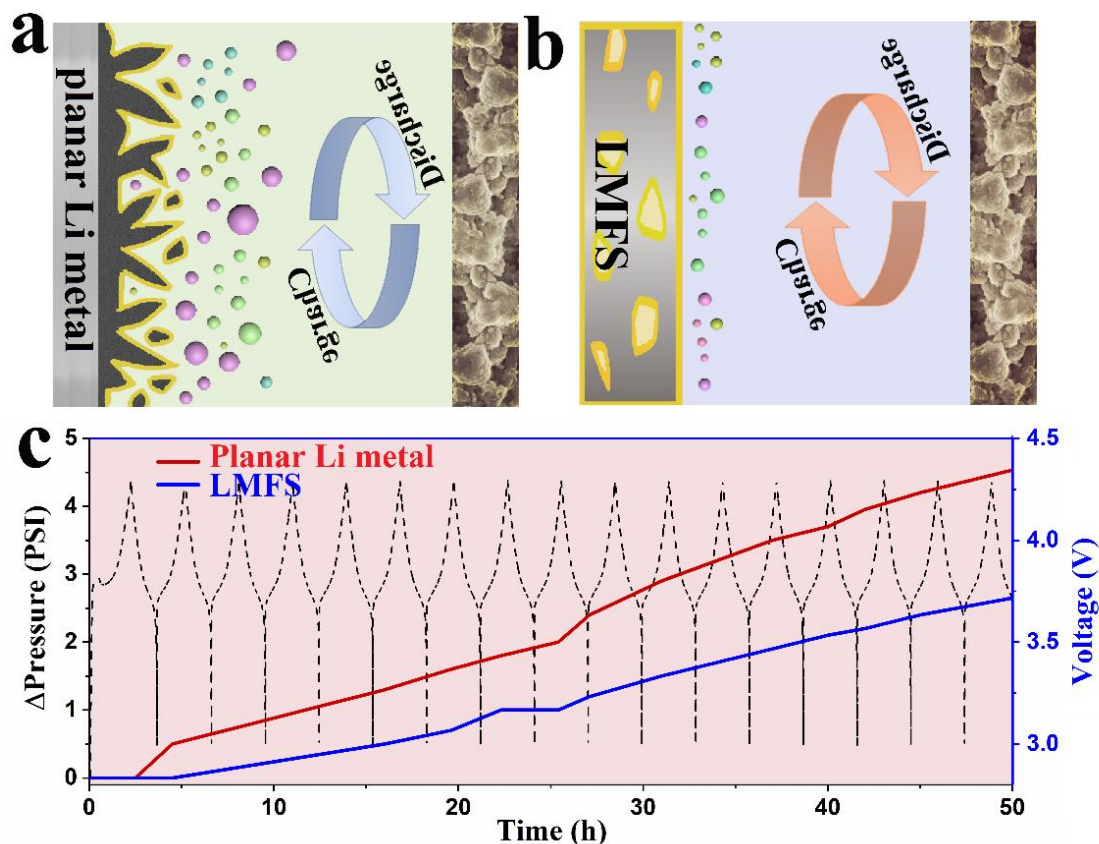 a
planar Li metal
Discharge
Charge
b
LMFS
Discharge
Charge
c
Planar Li metal
LMFS
ΔPressure (PSI)
5
4
3
2
1
0
Voltage (V)
4.5
4.0
3.5
3.0
0 10 20 30 40 50
Time (h)